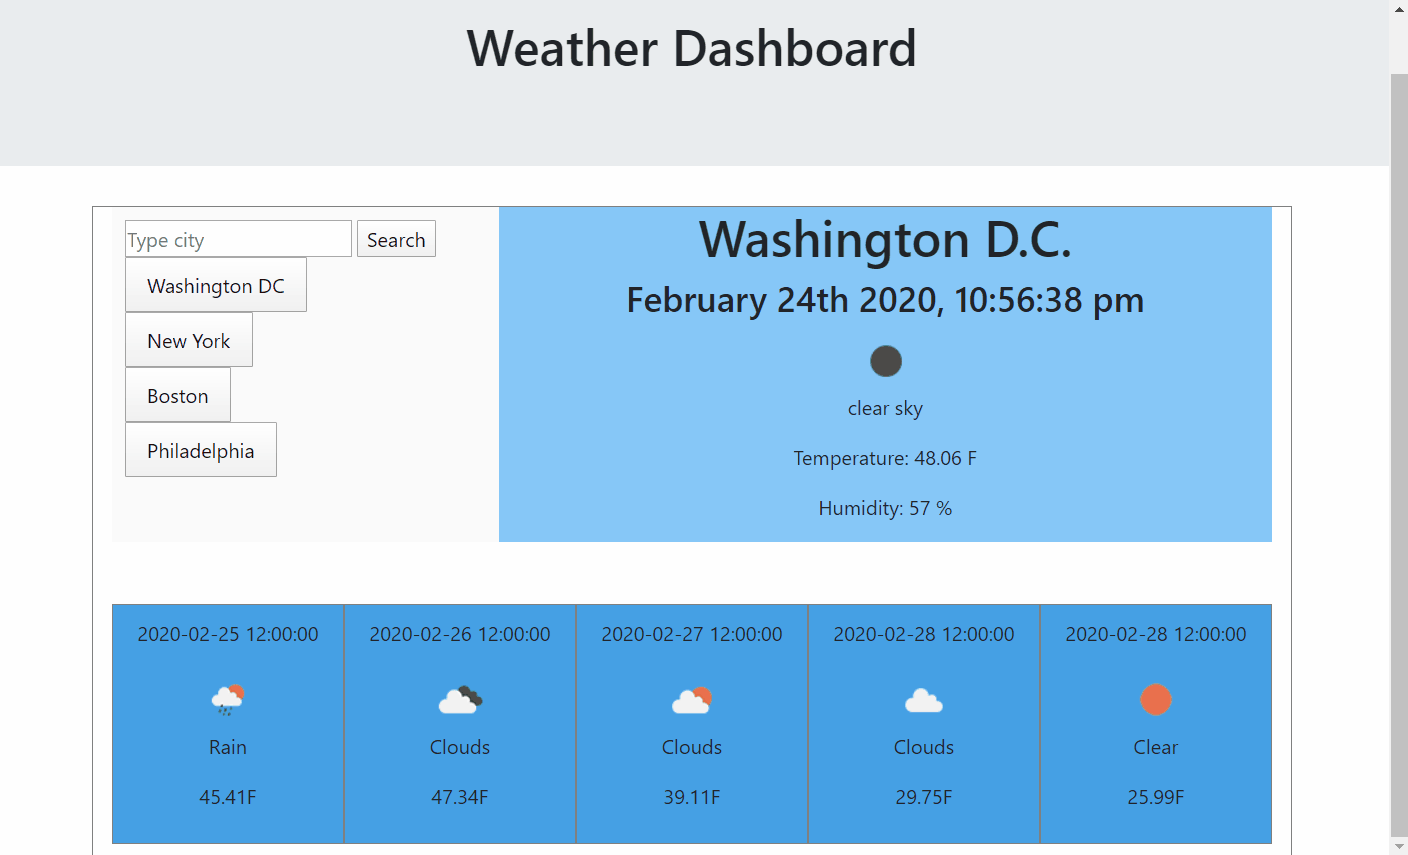 Weather Dashboard
Type city Search
Washington DC
New York
Boston
Philadelphia
Washington D.C.
February 24th 2020, 10:56:38 pm
clear sky
Temperature: 48.06 F
Humidity: 57 %
2020-02-25 12:00:00
Rain
45.41F
2020-02-26 12:00:00
Clouds
47.34F
2020-02-27 12:00:00
Clouds
39.11F
2020-02-28 12:00:00
Clouds
29.75F
2020-02-28 12:00:00
Clear
25.99F